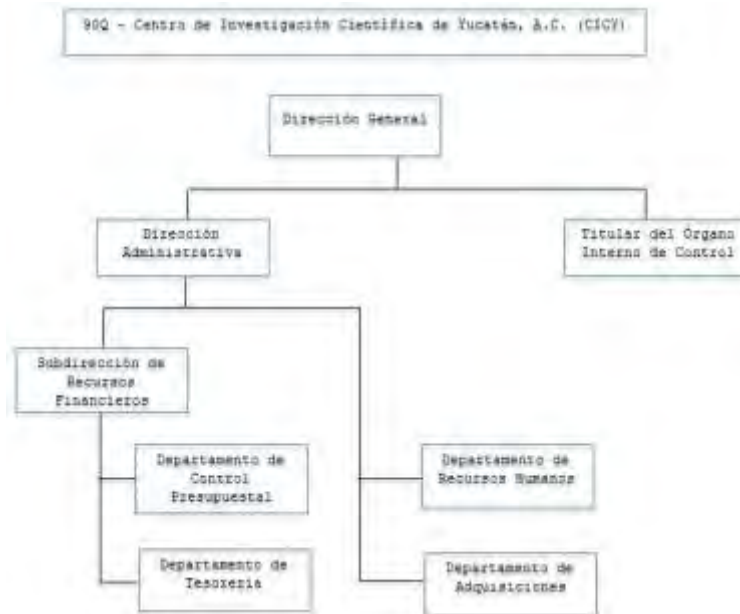 90Q - Centro de Investigación Científica de Yucatán, A.C. (CICY)
Dirección General
Dirección
Administrativa
Titular del Órgano
Interno de Control
Subdirección de
Recursos
Financieros
Departamento de
Control
Presupuestal
Departamento de
Recursos Humanos
Departamento de
Tesorería
Departamento de
Adquisiciones